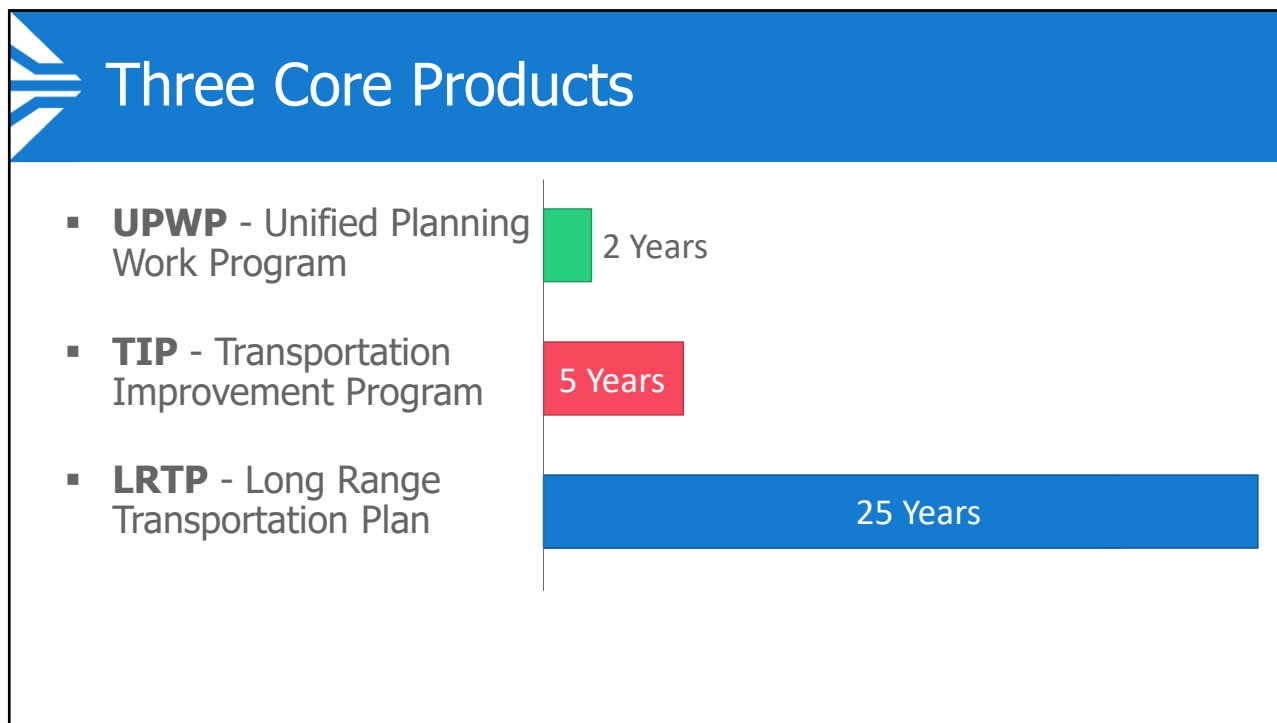 Three Core Products
▪ UPWP - Unified Planning
Work Program
2 Years
▪ TIP - Transportation
Improvement Program
5 Years
▪ LRTP - Long Range
Transportation Plan
25 Years